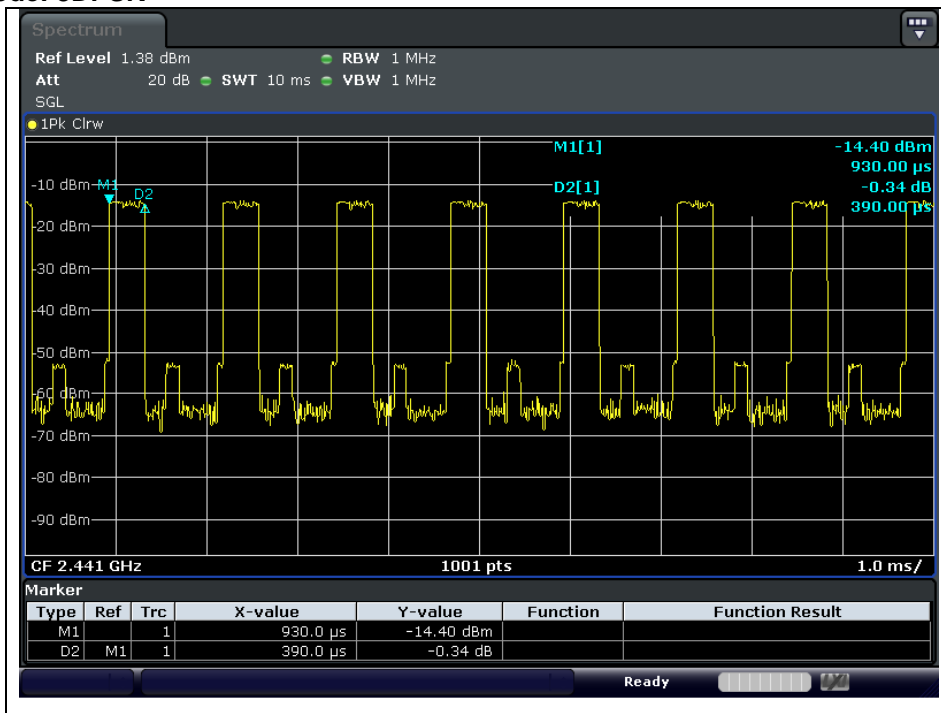 Spectrum
Ref Level 1.38 dBm RBW 1 MHz
Att 20 dB SWT 10 ms VBW 1 MHz
SGL
1Pk Clrw
M1[1] -14.40 dBm
930.00 µs
D2[1] -0.34 dB
390.00 µs
M1
D2
-10 dBm
-20 dBm
-30 dBm
-40 dBm
-50 dBm
-60 dBm
-70 dBm
-80 dBm
-90 dBm
CF 2.441 GHz 1001 pts 1.0 ms/
Marker
Type Ref Trc X-value Y-value Function Function Result
M1 1 930.0 µs -14.40 dBm
D2 M1 1 390.0 µs -0.34 dB
Ready